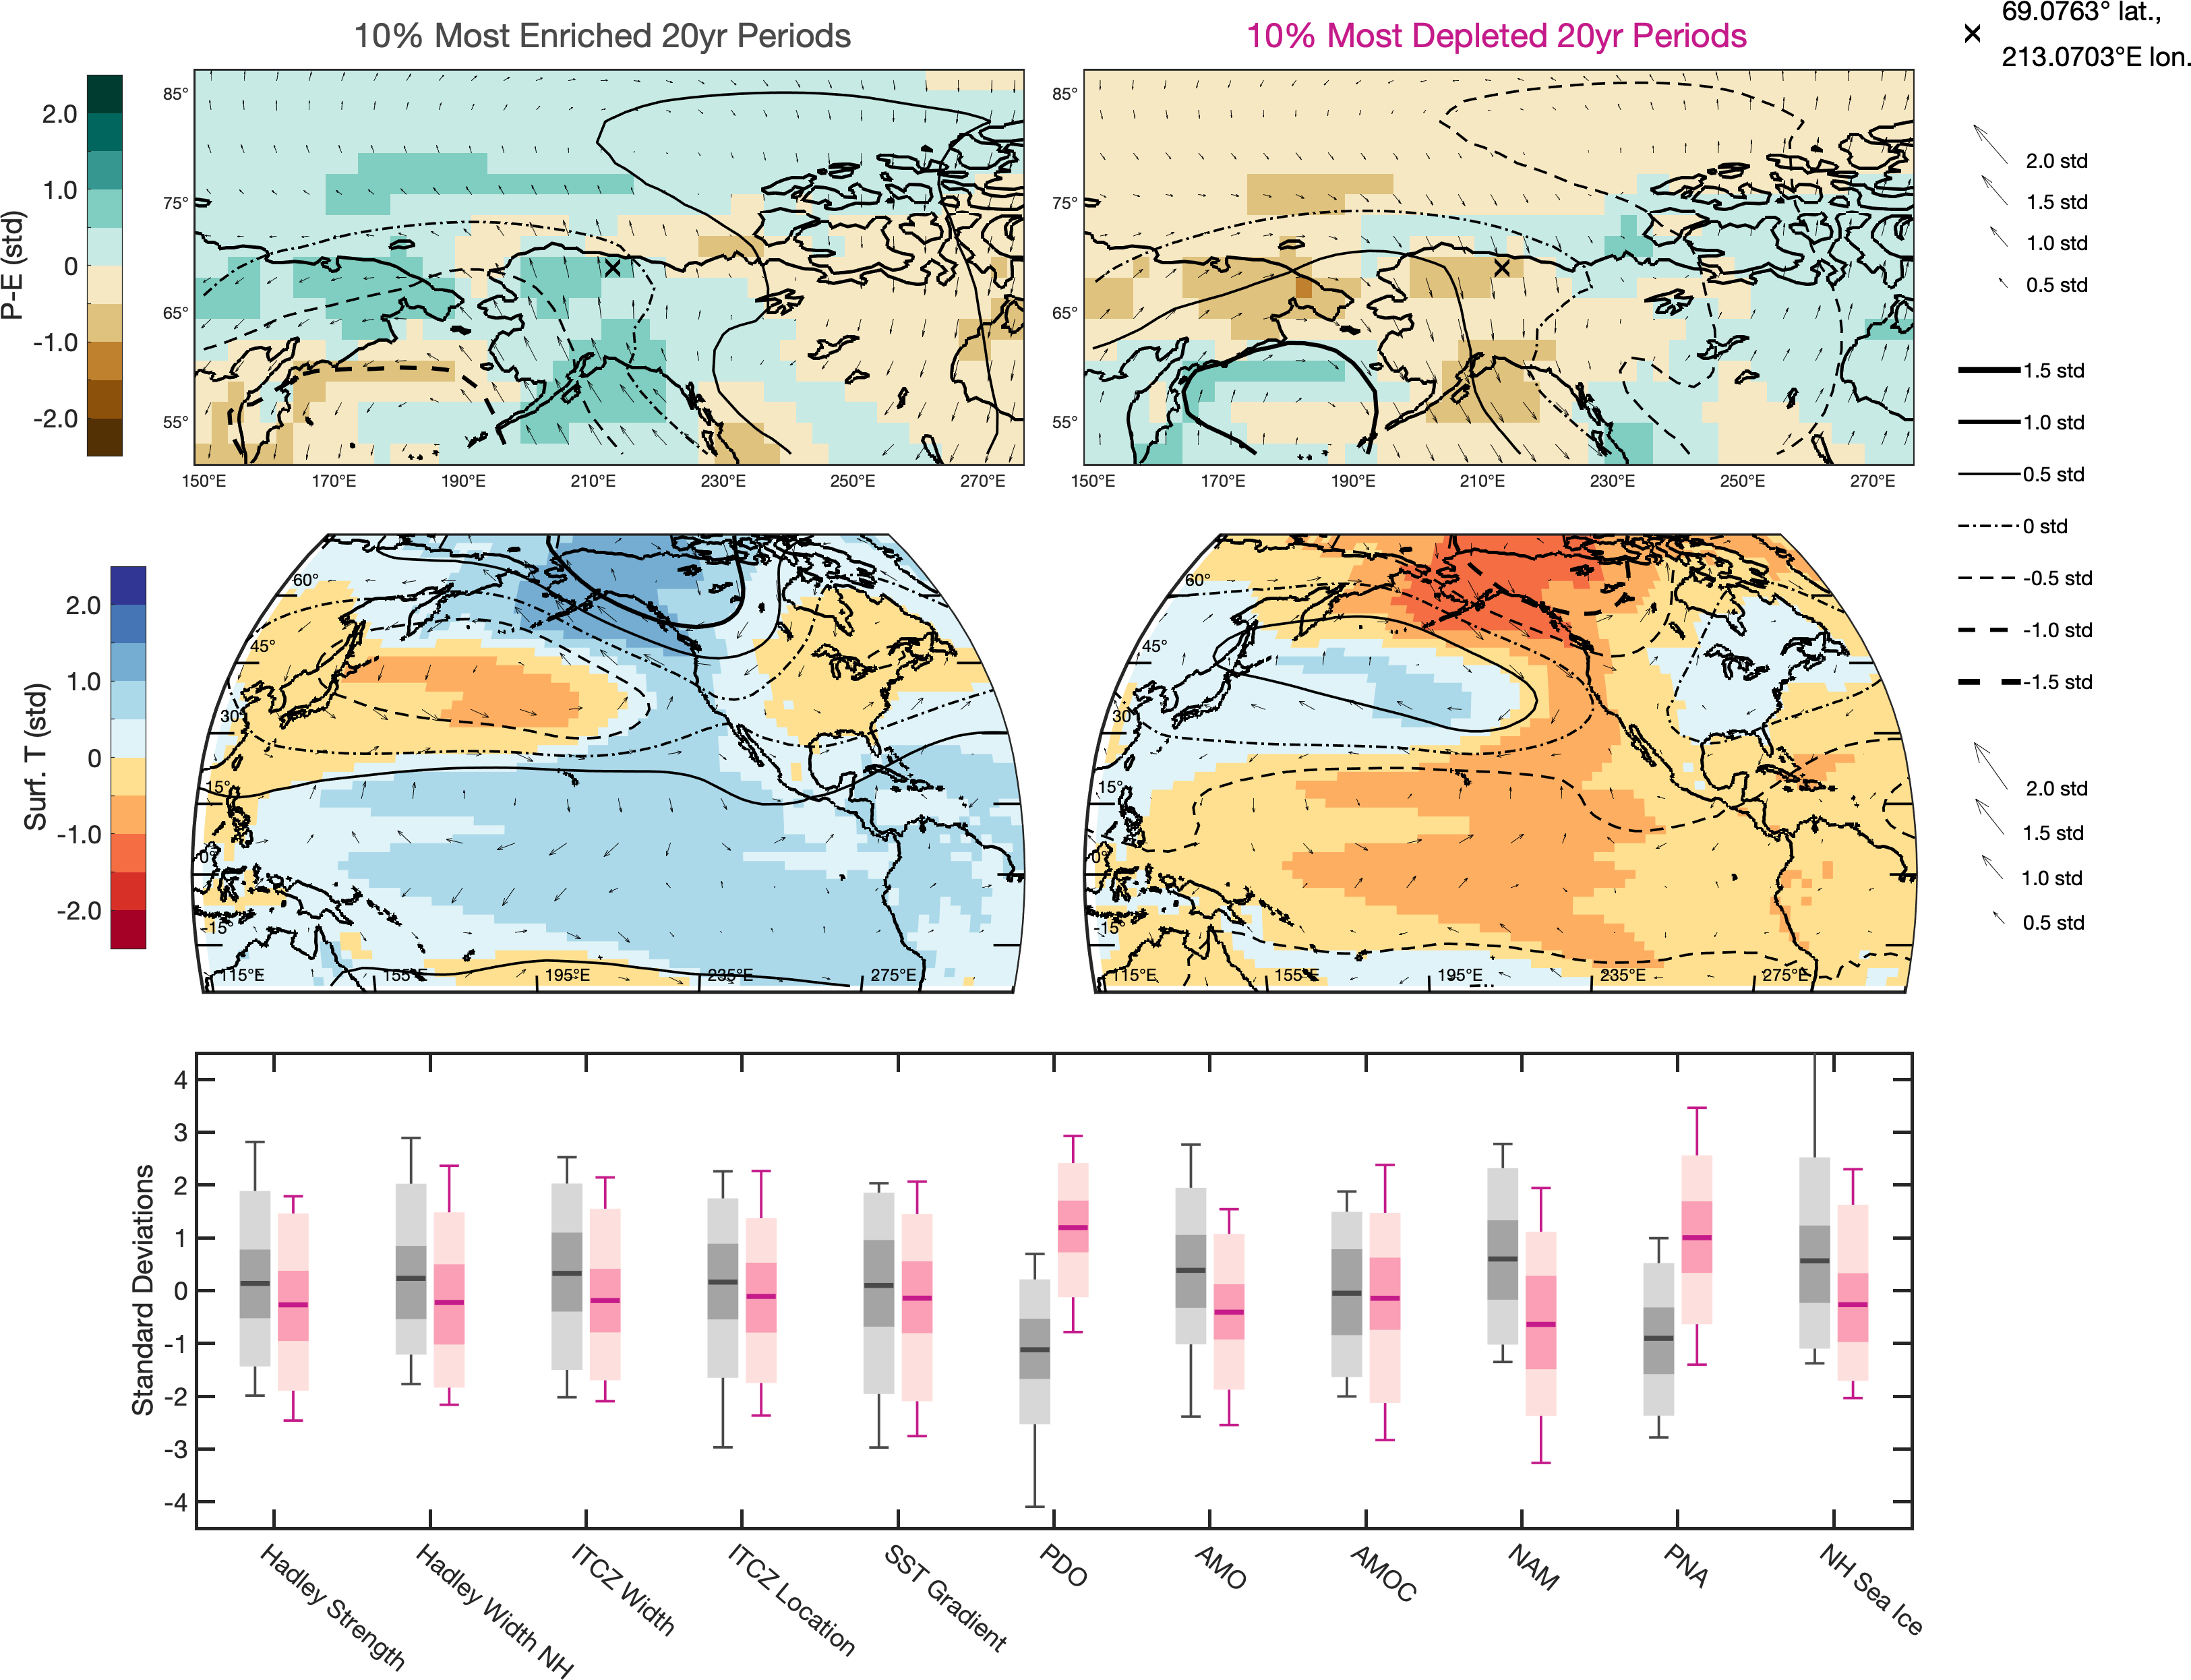 10% Most Enriched 20yr Periods
10% Most Depleted 20yr Periods
69.0763° lat.,
213.0703°E lon.
P-E (std)
2.0
1.0
0
-1.0
-2.0
85°
75°
65°
55°
150°E 170°E 190°E 210°E 230°E 250°E 270°E
85°
75°
65°
55°
150°E 170°E 190°E 210°E 230°E 250°E 270°E
2.0 std
1.5 std
1.0 std
0.5 std
1.5 std
1.0 std
0.5 std
0 std
-0.5 std
-1.0 std
-1.5 std
2.0 std
1.5 std
1.0 std
0.5 std
Surf. T (std)
2.0
1.0
0
-1.0
-2.0
60°
45°
30°
15°
0°
-15°
115°E 155°E 195°E 235°E 275°E
60°
45°
30°
15°
0°
-15°
115°E 155°E 195°E 235°E 275°E
Standard Deviations
4
3
2
1
0
-1
-2
-3
-4
Hadley Strength
Hadley Width NH
ITCZ Width
ITCZ Location
SST Gradient
PDO
AMO
AMOC
NAM
PNA
NH Sea Ice